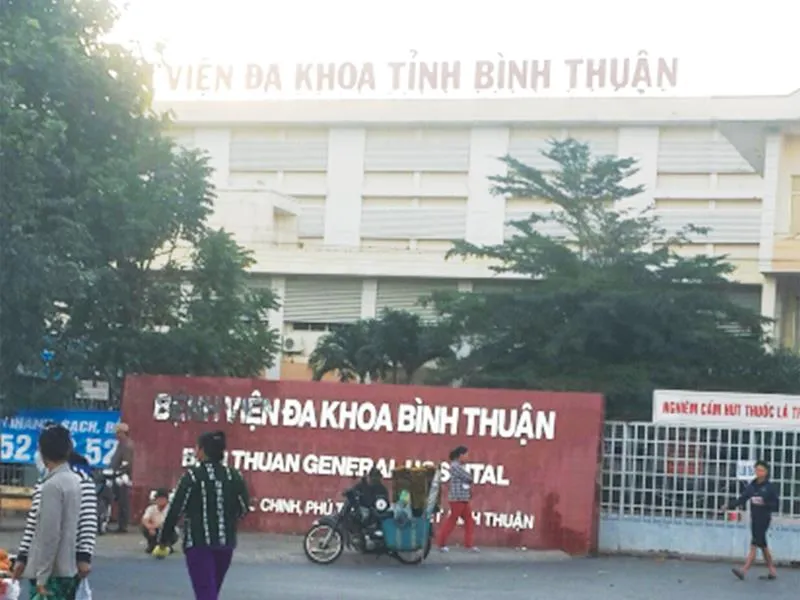 VIỆN ĐA KHOA TỈNH BÌNH THUẬN
BỆNH VIỆN ĐA KHOA BÌNH THUẬN
THUAN GENERAL
CHINH, PHÚ THUẬN
NGHIÊM CẤM HÚT THUỐC LÁ
52 52